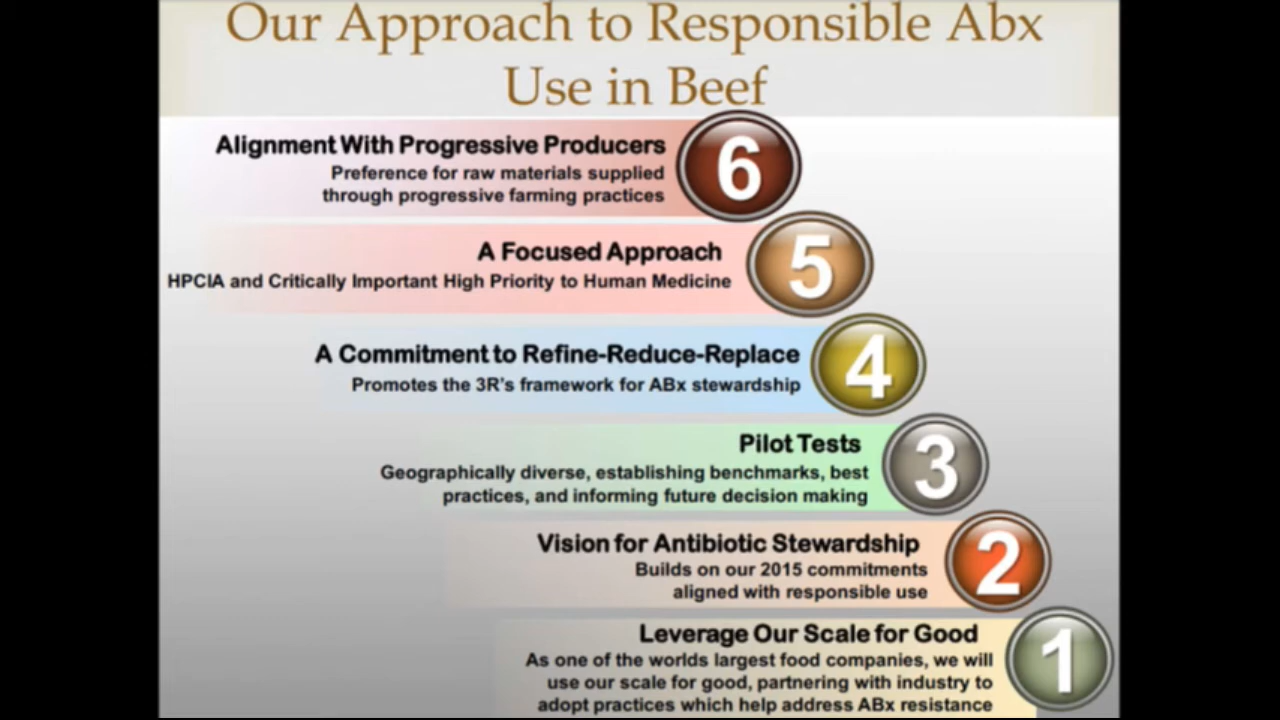 Our Approach to Responsible Abx
Use in Beef
Alignment With Progressive Producers
Preference for raw materials supplied
through progressive farming practices
6
A Focused Approach
HPCIA and Critically Important High Priority to Human Medicine
5
A Commitment to Refine-Reduce-Replace
Promotes the 3R's framework for ABx stewardship
4
Pilot Tests
Geographically diverse, establishing benchmarks, best
practices, and informing future decision making
3
Vision for Antibiotic Stewardship
Builds on our 2015 commitments
aligned with responsible use
2
Leverage Our Scale for Good
As one of the worlds largest food companies, we will
use our scale for good, partnering with industry to
adopt practices which help address ABx resistance
1